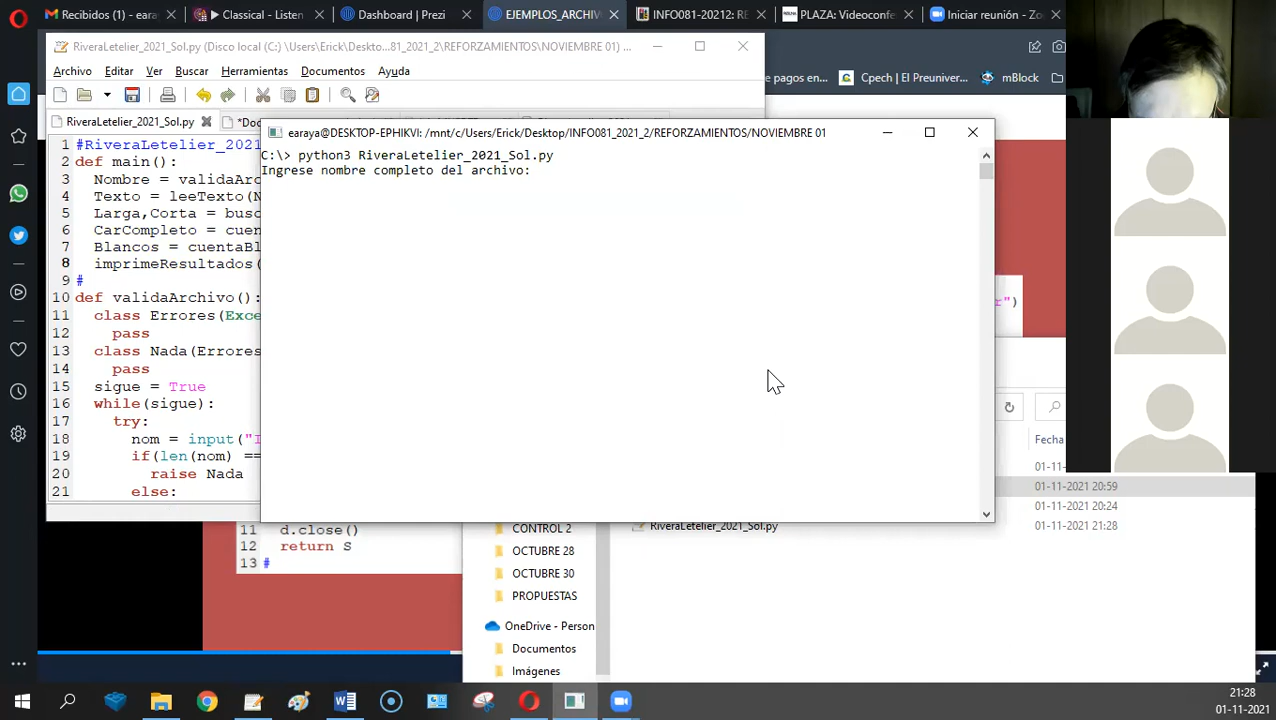 Recibidos (1) - eara
Classical - Listen
Dashboard | Prezi
EJEMPLOS_ARCHIV
INFO081-20212: RE
PLAZA: Videoconfe
Iniciar reunión - Zo
RiveraLetelier_2021_Sol.py (Disco local (C:) \Users\Erick\Deskto...81_2021_2\REFORZAMIENTOS\NOVIEMBRE 01) ...
de pagos en...
Cpech | El Preuniver...
mBlock
Archivo Editar Ver Buscar Herramientas Documentos Ayuda
RiveraLetelier_2021_Sol.py
*Do
earaya@DESKTOP-EPHIKVI: /mnt/c/Users/Erick/Desktop/INFO081_2021_2/REFORZAMIENTOS/NOVIEMBRE 01
C:\> python3 RiveraLetelier_2021_Sol.py
Ingrese nombre completo del archivo:
1 #RiveraLetelier_2021
2 def main():
3 Nombre = validaArc
4 Texto = leeTexto(N
5 Larga,Corta = busc
6 CarCompleto = cuen
7 Blancos = cuentaBl
8 imprimeResultados(
9 #
10 def validaArchivo():
11 class Errores(Exce
12 pass
13 class Nada(Errores
14 pass
15 sigue = True
16 while(sigue):
17 try:
18 nom = input("I
19 if(len(nom) ==
20 raise Nada
21 else:
r")
Fecha
01-11-
01-11-2021 20:59
01-11-2021 20:24
RiveraLetelier_2021_Sol.py
01-11-2021 21:28
11 d.close()
12 return S
13 #
CONTROL 2
OCTUBRE 28
OCTUBRE 30
PROPUESTAS
OneDrive - Person
Documentos
Imágenes
21:28
01-11-2021